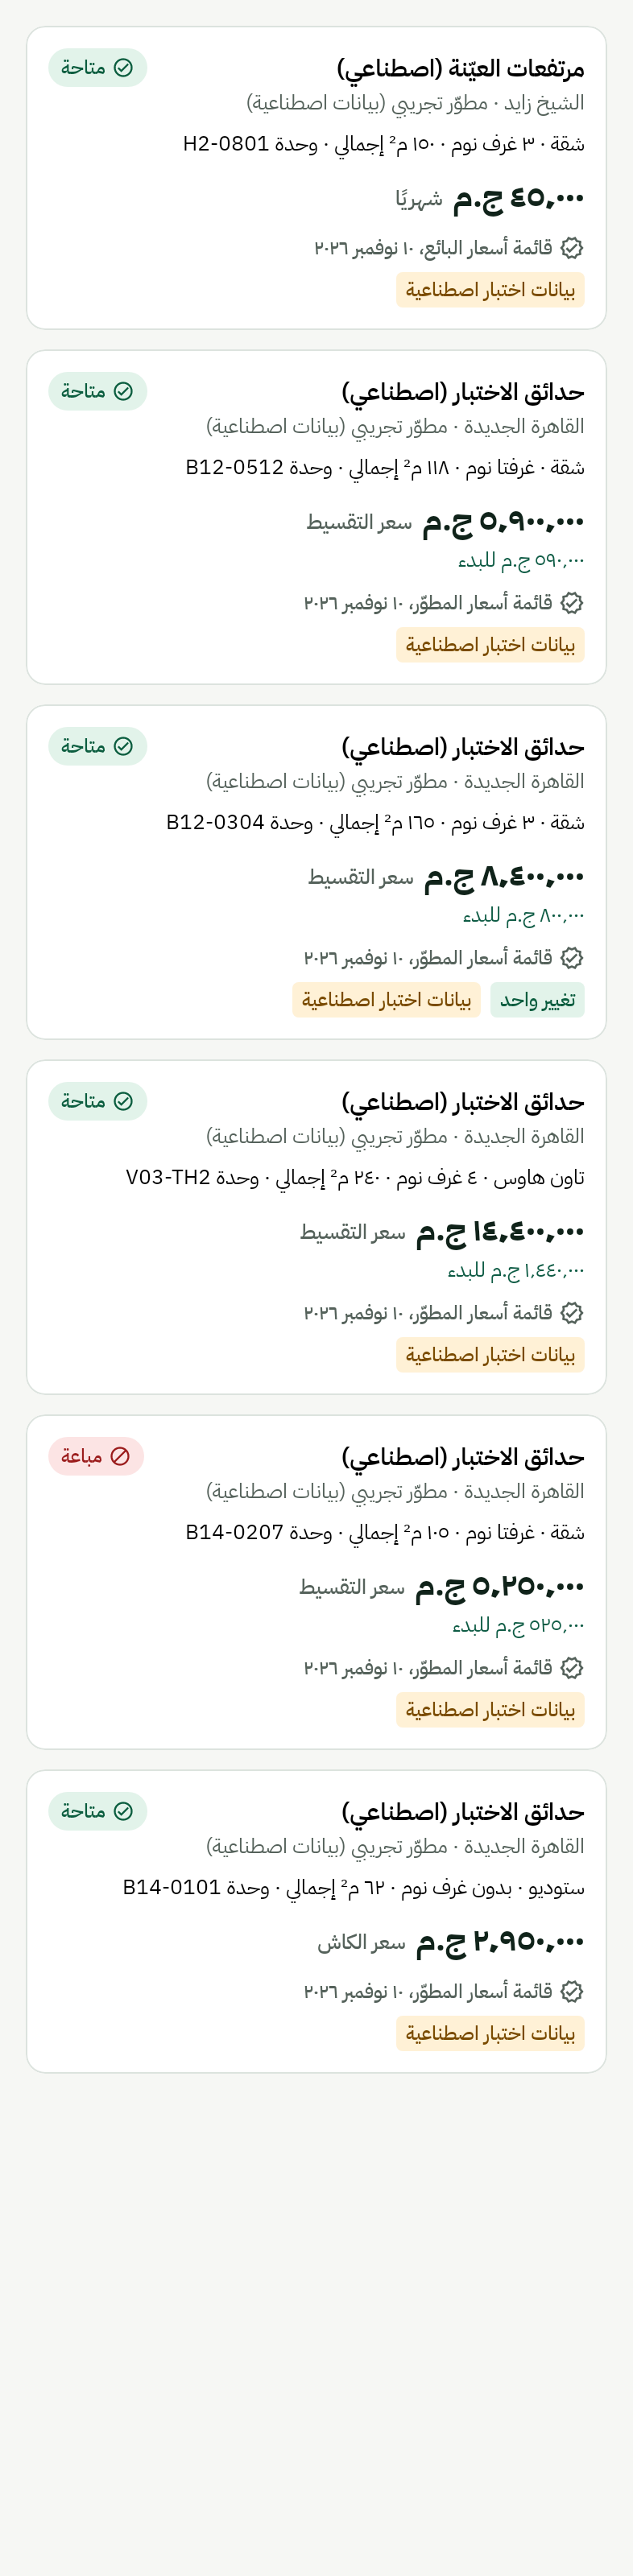 مرتفعات العيّنة (اصطناعي) متاحة
الشيخ زايد · مطوّر تجريبي (بيانات اصطناعية)
شقة · ٣ غرف نوم · ١٥٠ م² إجمالي · وحدة H2-0801
٤٥٬٠٠٠ ج.م شهريًا
قائمة أسعار البائع، ١٠ نوفمبر ٢٠٢٦
بيانات اختبار اصطناعية
حدائق الاختبار (اصطناعي) متاحة
القاهرة الجديدة · مطوّر تجريبي (بيانات اصطناعية)
شقة · غرفتا نوم · ١١٨ م² إجمالي · وحدة B12-0512
٥٬٩٠٠٬٠٠٠ ج.م سعر التقسيط
٥٩٠٬٠٠٠ ج.م للبدء
قائمة أسعار المطوّر، ١٠ نوفمبر ٢٠٢٦
بيانات اختبار اصطناعية
حدائق الاختبار (اصطناعي) متاحة
القاهرة الجديدة · مطوّر تجريبي (بيانات اصطناعية)
شقة · ٣ غرف نوم · ١٦٥ م² إجمالي · وحدة B12-0304
٨٬٤٠٠٬٠٠٠ ج.م سعر التقسيط
٨٠٠٬٠٠٠ ج.م للبدء
قائمة أسعار المطوّر، ١٠ نوفمبر ٢٠٢٦
تغيير واحد بيانات اختبار اصطناعية
حدائق الاختبار (اصطناعي) متاحة
القاهرة الجديدة · مطوّر تجريبي (بيانات اصطناعية)
تاون هاوس · ٤ غرف نوم · ٢٤٠ م² إجمالي · وحدة V03-TH2
١٤٬٤٠٠٬٠٠٠ ج.م سعر التقسيط
١٬٤٤٠٬٠٠٠ ج.م للبدء
قائمة أسعار المطوّر، ١٠ نوفمبر ٢٠٢٦
بيانات اختبار اصطناعية
حدائق الاختبار (اصطناعي) مباعة
القاهرة الجديدة · مطوّر تجريبي (بيانات اصطناعية)
شقة · غرفتا نوم · ١٠٥ م² إجمالي · وحدة B14-0207
٥٬٢٥٠٬٠٠٠ ج.م سعر التقسيط
٥٢٥٬٠٠٠ ج.م للبدء
قائمة أسعار المطوّر، ١٠ نوفمبر ٢٠٢٦
بيانات اختبار اصطناعية
حدائق الاختبار (اصطناعي) متاحة
القاهرة الجديدة · مطوّر تجريبي (بيانات اصطناعية)
ستوديو · بدون غرف نوم · ٦٢ م² إجمالي · وحدة B14-0101
٢٬٩٥٠٬٠٠٠ ج.م سعر الكاش
قائمة أسعار المطوّر، ١٠ نوفمبر ٢٠٢٦
بيانات اختبار اصطناعية